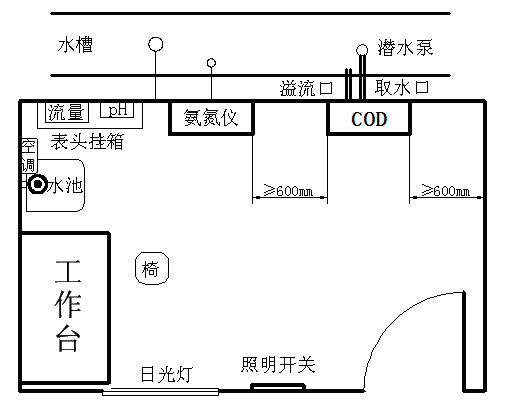 水槽
潜水泵
溢流口
取水口
流量
pH
氨氮仪
COD
表头挂箱
空调
水池
≥600mm
≥600mm
工作台
椅
日光灯
照明开关